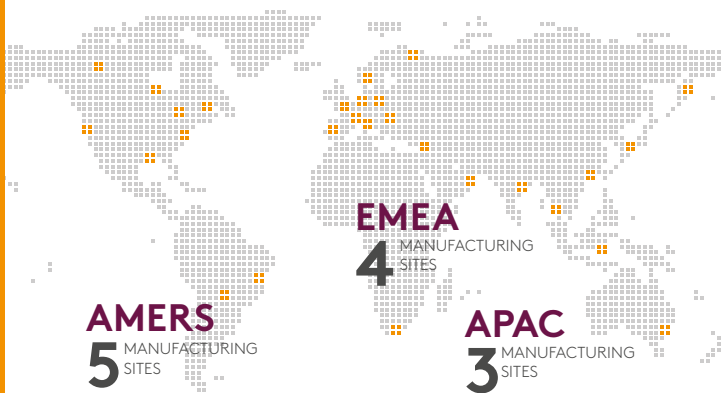 EMEA
4 MANUFACTURING
SITES
AMERS
5 MANUFACTURING
SITES
APAC
3 MANUFACTURING
SITES